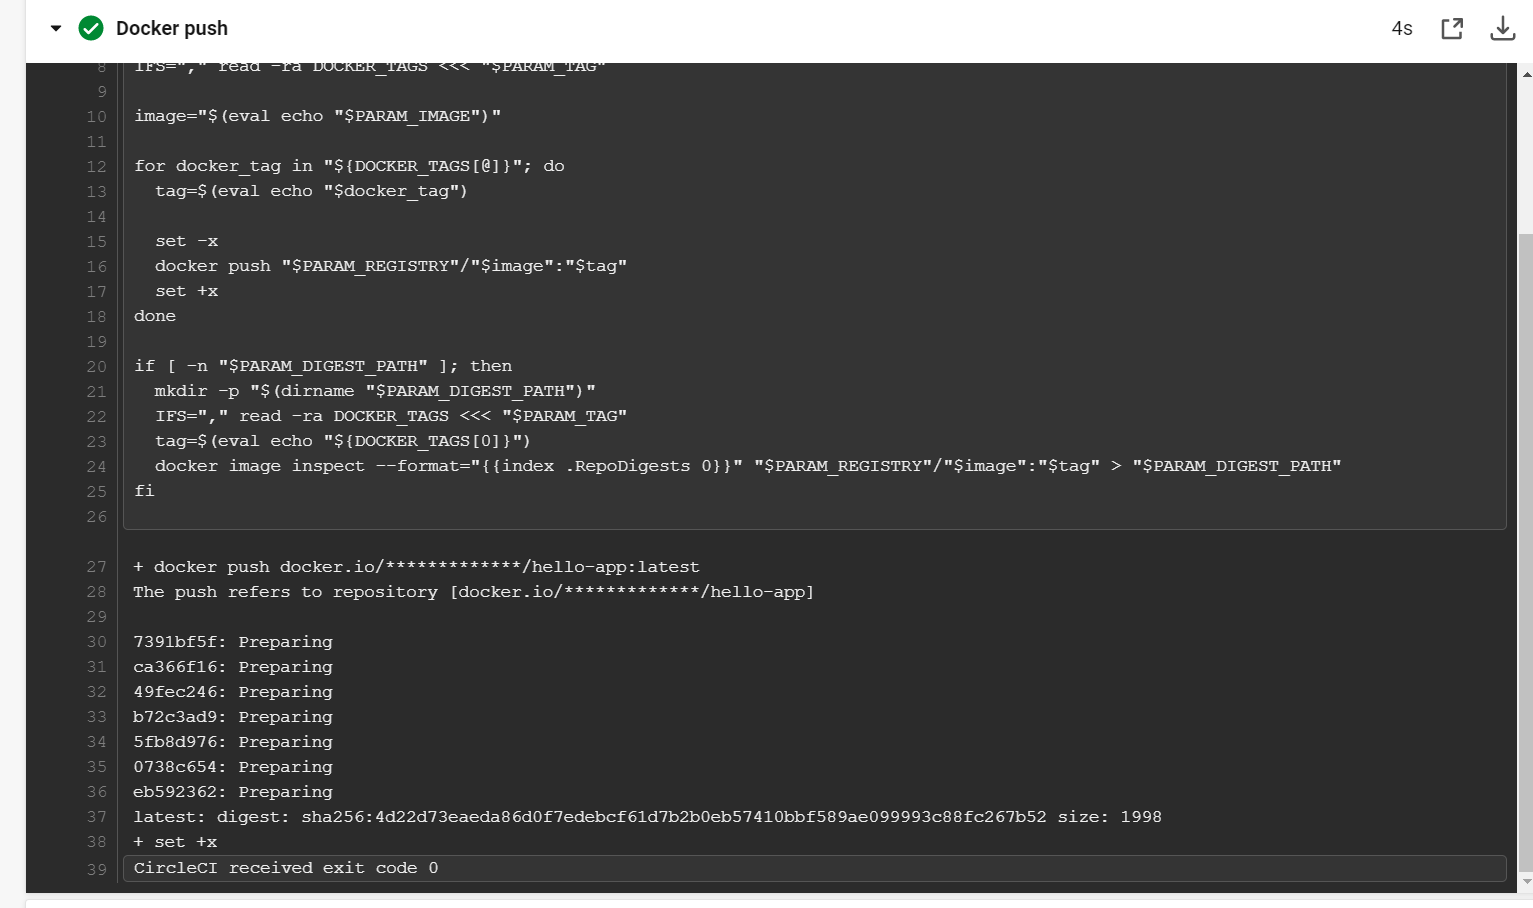 Docker push
4s
8 IFS="," read -ra DOCKER_TAGS <<< "$PARAM_TAG"
9
10 image="$(eval echo "$PARAM_IMAGE")"
11
12 for docker_tag in "${DOCKER_TAGS[@]}"; do
13   tag=$(eval echo "$docker_tag")
14
15   set -x
16   docker push "$PARAM_REGISTRY"/"$image":"$tag"
17   set +x
18 done
19
20 if [ -n "$PARAM_DIGEST_PATH" ]; then
21   mkdir -p "$(dirname "$PARAM_DIGEST_PATH")"
22   IFS="," read -ra DOCKER_TAGS <<< "$PARAM_TAG"
23   tag=$(eval echo "${DOCKER_TAGS[0]}")
24   docker image inspect --format="{{index .RepoDigests 0}}" "$PARAM_REGISTRY"/"$image":"$tag" > "$PARAM_DIGEST_PATH"
25 fi
26
27 + docker push docker.io/*************/hello-app:latest
28 The push refers to repository [docker.io/*************/hello-app]
29
30 7391bf5f: Preparing
31 ca366f16: Preparing
32 49fec246: Preparing
33 b72c3ad9: Preparing
34 5fb8d976: Preparing
35 0738c654: Preparing
36 eb592362: Preparing
37 latest: digest: sha256:4d22d73eaeda86d0f7edebcf61d7b2b0eb57410bbf589ae099993c88fc267b52 size: 1998
38 + set +x
39 CircleCI received exit code 0